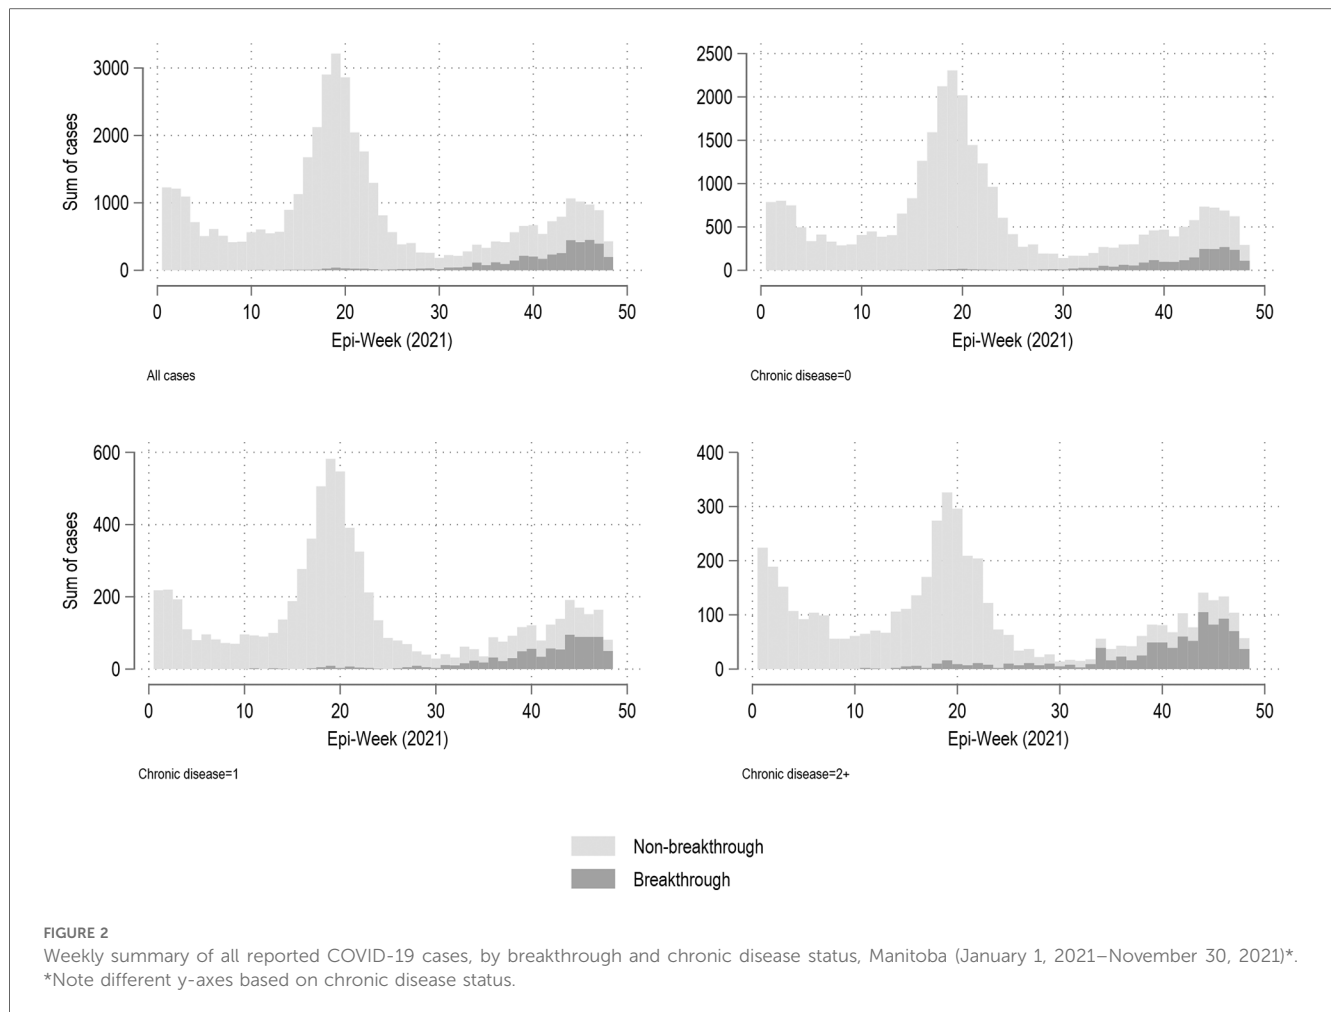 3000
2000
1000
0
Sum of cases
0 10 20 30 40 50
Epi-Week (2021)
All cases
2500
2000
1500
1000
500
0
0 10 20 30 40 50
Epi-Week (2021)
Chronic disease=0
600
400
200
0
Sum of cases
0 10 20 30 40 50
Epi-Week (2021)
Chronic disease=1
400
300
200
100
0
0 10 20 30 40 50
Epi-Week (2021)
Chronic disease=2+
Non-breakthrough
Breakthrough
FIGURE 2
Weekly summary of all reported COVID-19 cases, by breakthrough and chronic disease status, Manitoba (January 1, 2021–November 30, 2021)*.
*Note different y-axes based on chronic disease status.